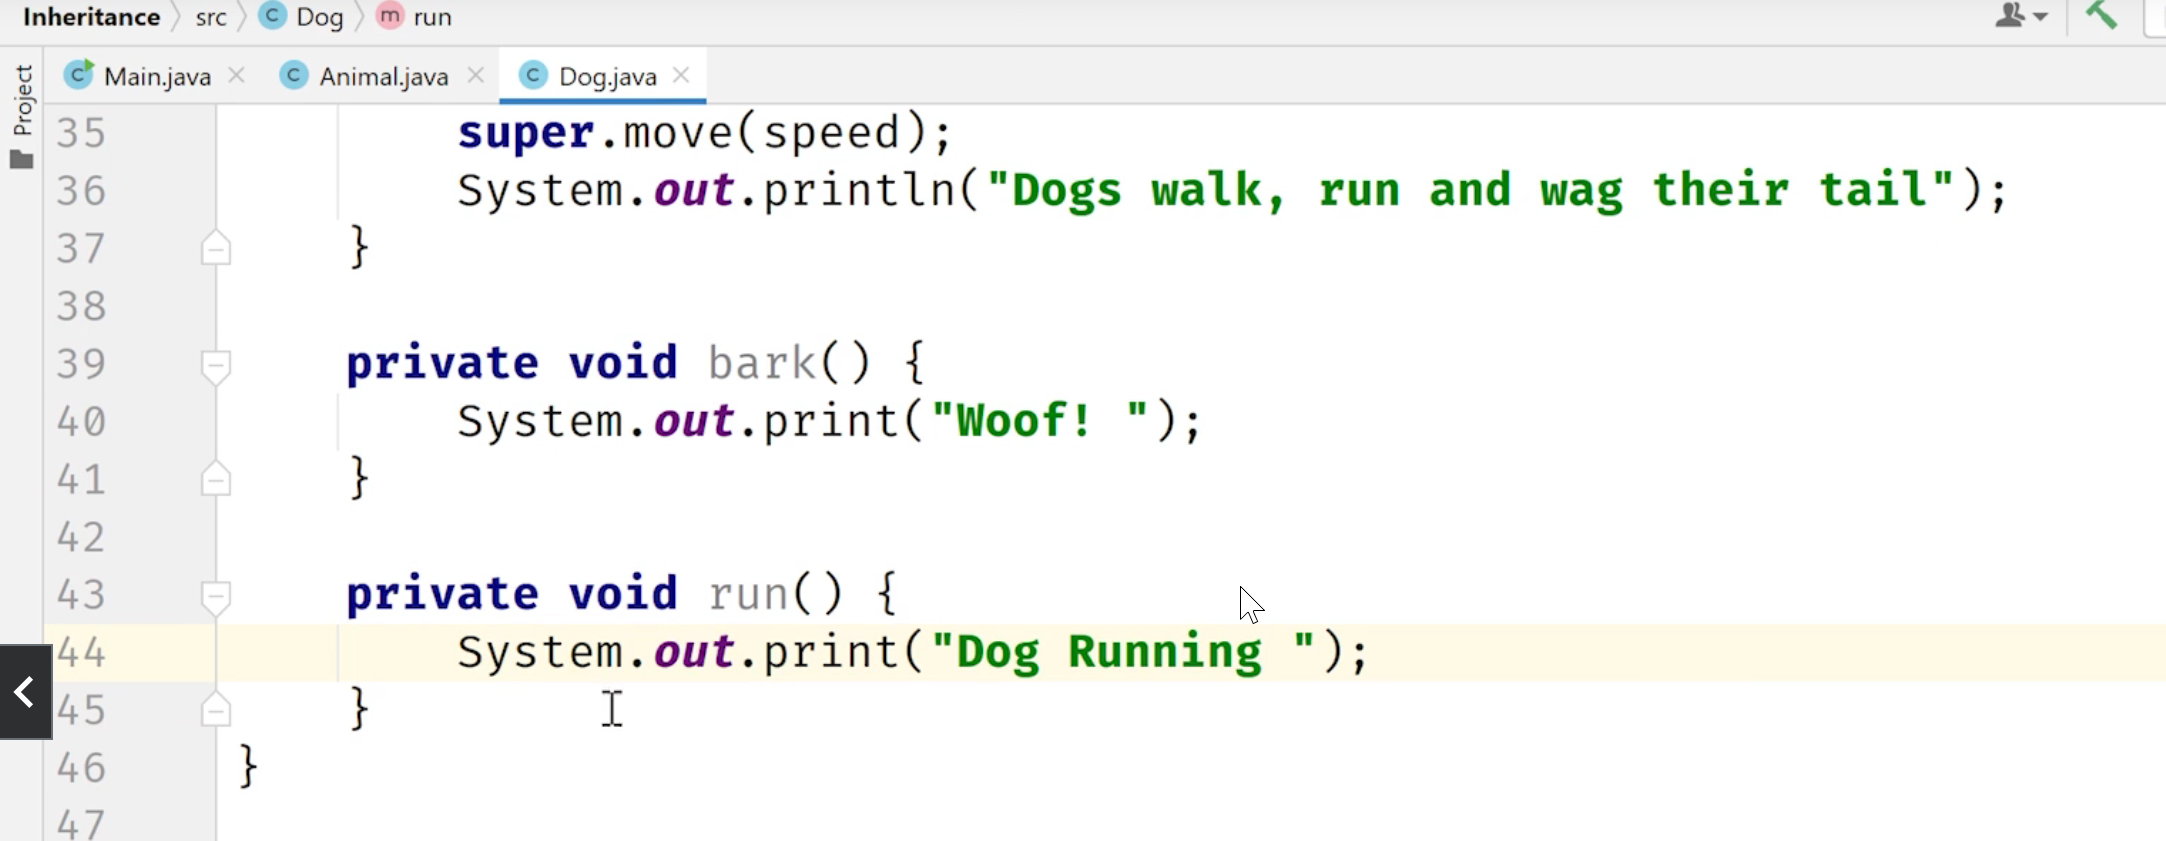 Inheritance src C Dog m run
Project
C Main.java C Animal.java C Dog.java
35 super.move(speed);
36 System.out.println("Dogs walk, run and wag their tail");
37 }
38
39 private void bark() {
40 System.out.print("Woof! ");
41 }
42
43 private void run() {
44 System.out.print("Dog Running ");
45 }
46 }
47